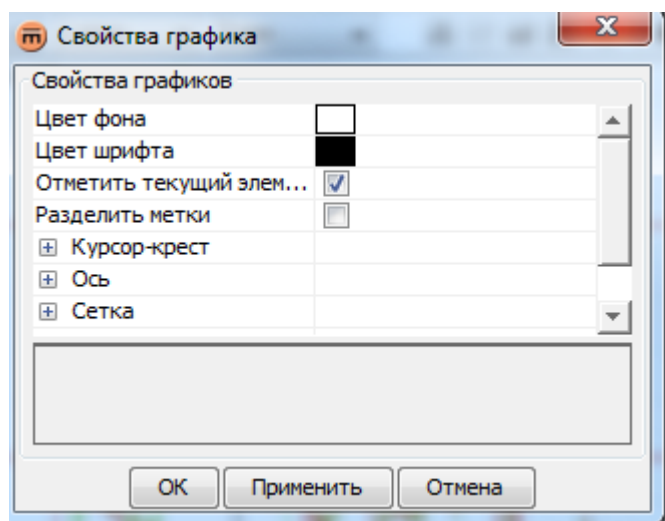 Свойства графика
Свойства графиков
Цвет фона
Цвет шрифта
Отметить текущий элем...
Разделить метки
Курсор-крест
Ось
Сетка
ОК
Применить
Отмена